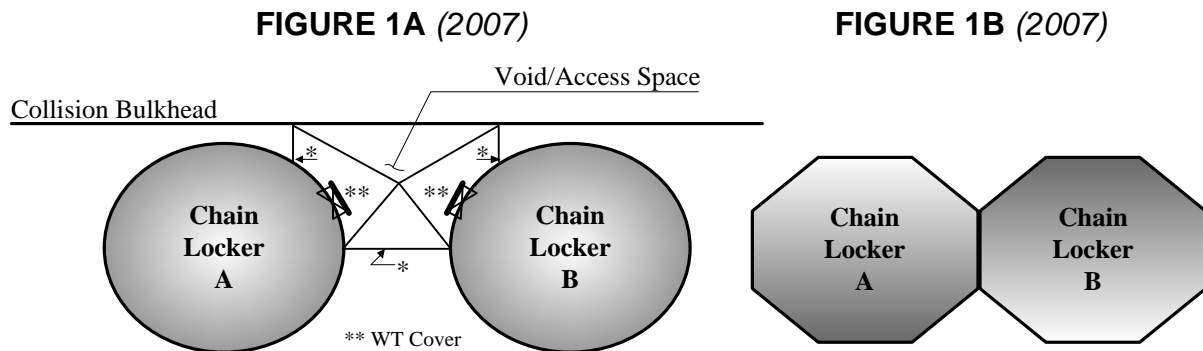 FIGURE 1A (2007)
FIGURE 1B (2007)
Void/Access Space
Collision Bulkhead
*
*
**
**
Chain
Locker
A
Chain
Locker
B
*
** WT Cover
Chain
Locker
A
Chain
Locker
B